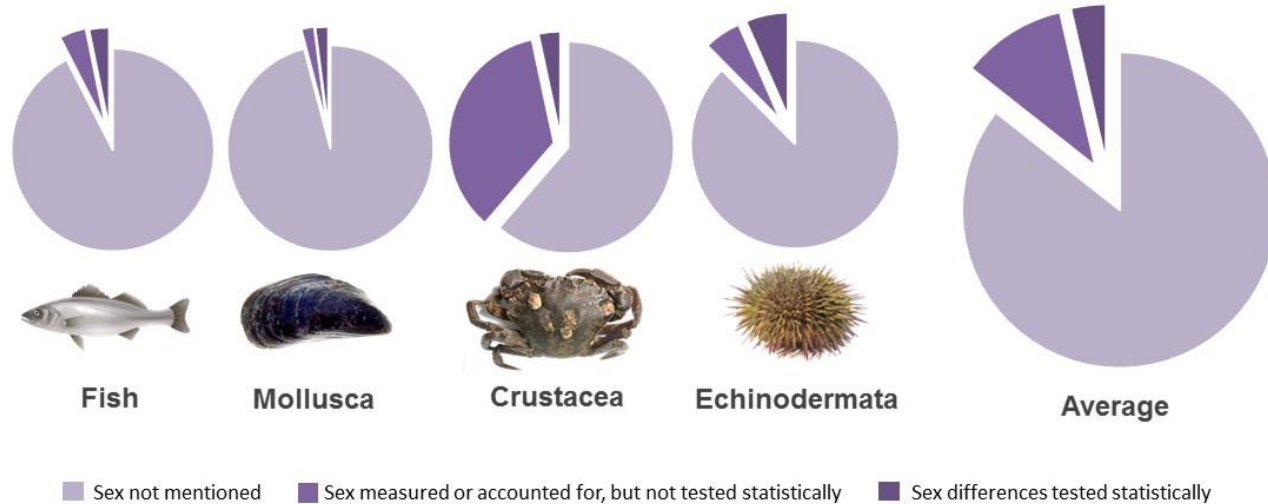 Fish
Mollusca
Crustacea
Echinodermata
Average
Sex not mentioned
Sex measured or accounted for, but not tested statistically
Sex differences tested statistically